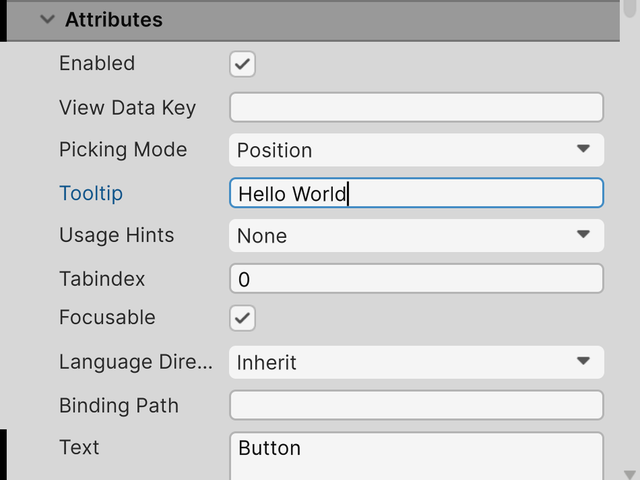 Attributes
Enabled
View Data Key
Picking Mode Position
Tooltip Hello World
Usage Hints None
Tabindex 0
Focusable
Language Dire... Inherit
Binding Path
Text Button